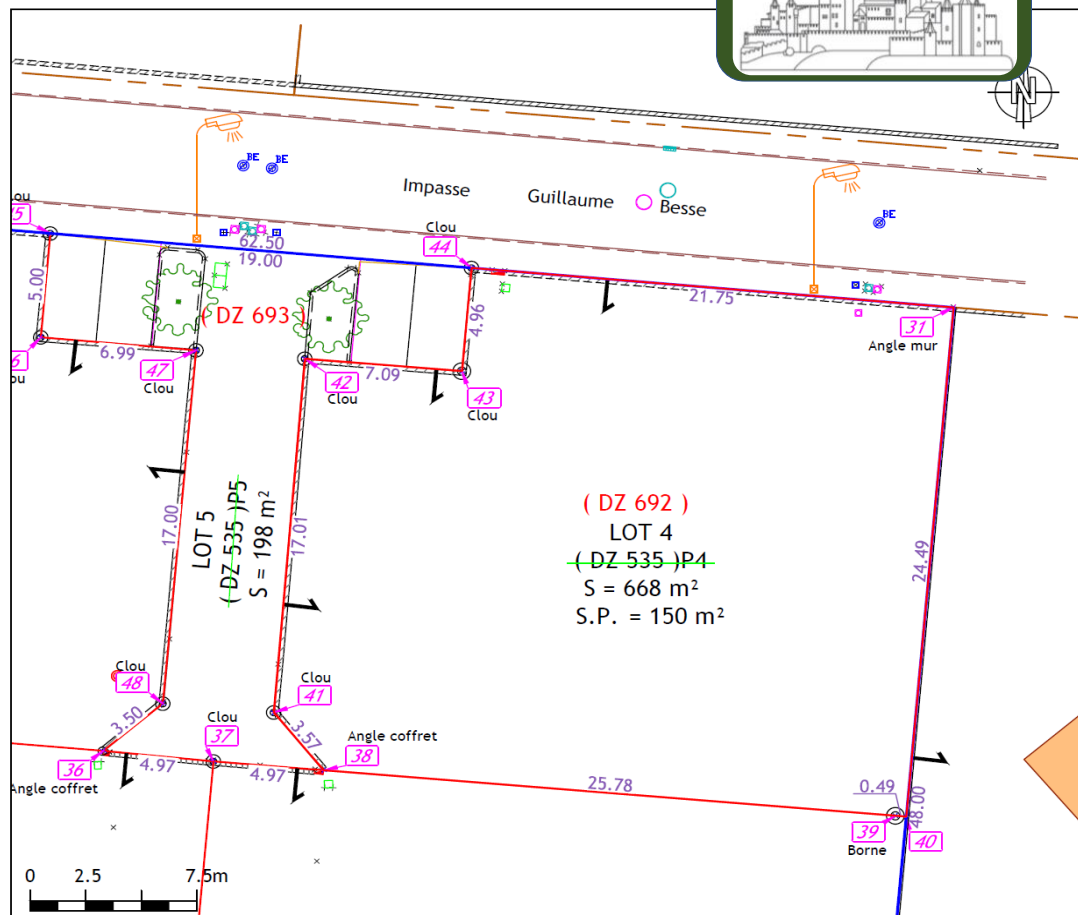 N
BE
BE
Impasse Guillaume Besse
BE
Clou
44
62.50
19.00
21.75
31
Angle mur
5.00
4.96
( DZ 693 )
6.99
47
Clou
42
Clou
7.09
43
Clou
17.00
LOT 5
( DZ 535 )P5
S = 198 m²
17.01
( DZ 692 )
LOT 4
( DZ 535 )P4
S = 668 m²
S.P. = 150 m²
24.49
Clou
48
Clou
41
3.50
Clou
37
3.57
Angle coffret
38
36
4.97
4.97
Angle coffret
25.78
0.49
48.00
39
Borne
40
0 2.5 7.5m